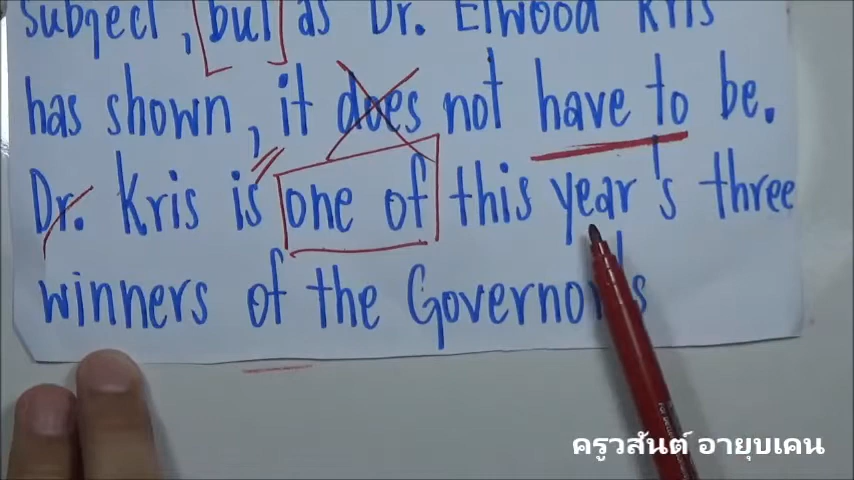 subject, but as Dr. Elwood Kris
has shown, it does not have to be.
Dr. Kris is one of this year's three
winners of the Governor's
ครูวสันต์ อายุบเคน